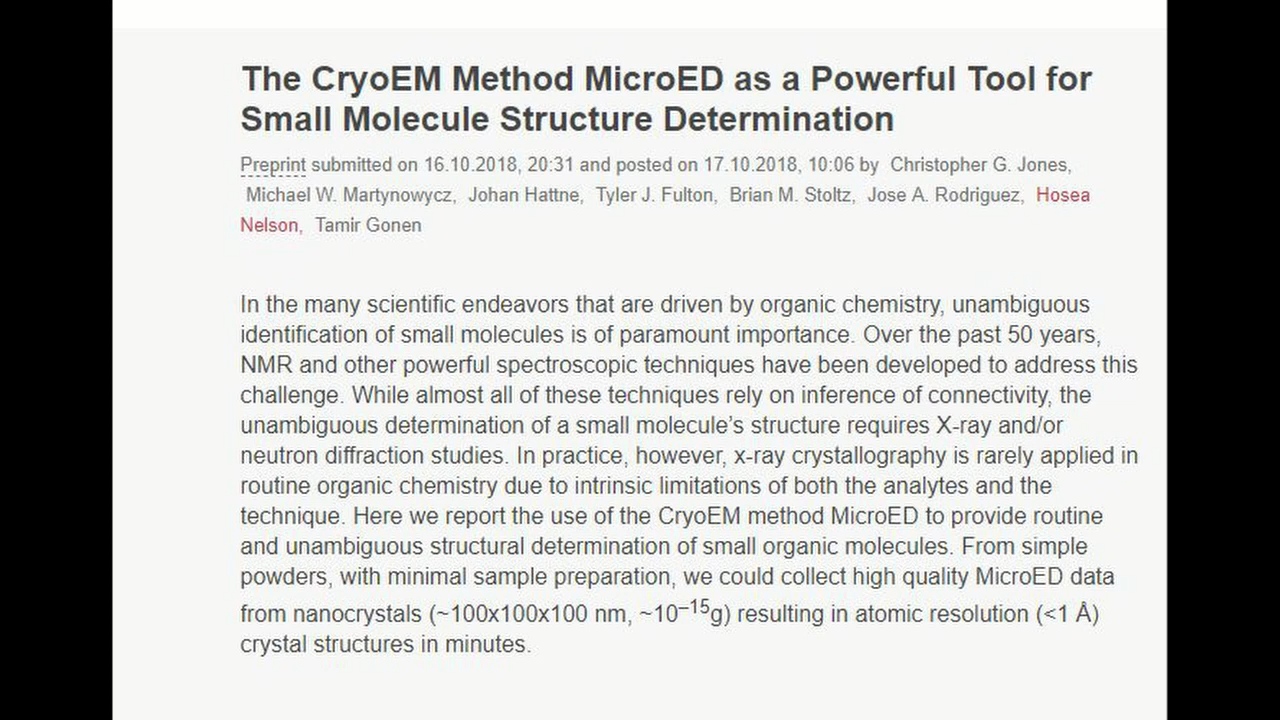 The CryoEM Method MicroED as a Powerful Tool for
Small Molecule Structure Determination
Preprint submitted on 16.10.2018, 20:31 and posted on 17.10.2018, 10:06 by Christopher G. Jones,
Michael W. Martynowycz, Johan Hattne, Tyler J. Fulton, Brian M. Stoltz, Jose A. Rodriguez, Hosea
Nelson, Tamir Gonen
In the many scientific endeavors that are driven by organic chemistry, unambiguous
identification of small molecules is of paramount importance. Over the past 50 years,
NMR and other powerful spectroscopic techniques have been developed to address this
challenge. While almost all of these techniques rely on inference of connectivity, the
unambiguous determination of a small molecule’s structure requires X-ray and/or
neutron diffraction studies. In practice, however, x-ray crystallography is rarely applied in
routine organic chemistry due to intrinsic limitations of both the analytes and the
technique. Here we report the use of the CryoEM method MicroED to provide routine
and unambiguous structural determination of small organic molecules. From simple
powders, with minimal sample preparation, we could collect high quality MicroED data
from nanocrystals (~100x100x100 nm, ~10⁻¹⁵g) resulting in atomic resolution (<1 Å)
crystal structures in minutes.